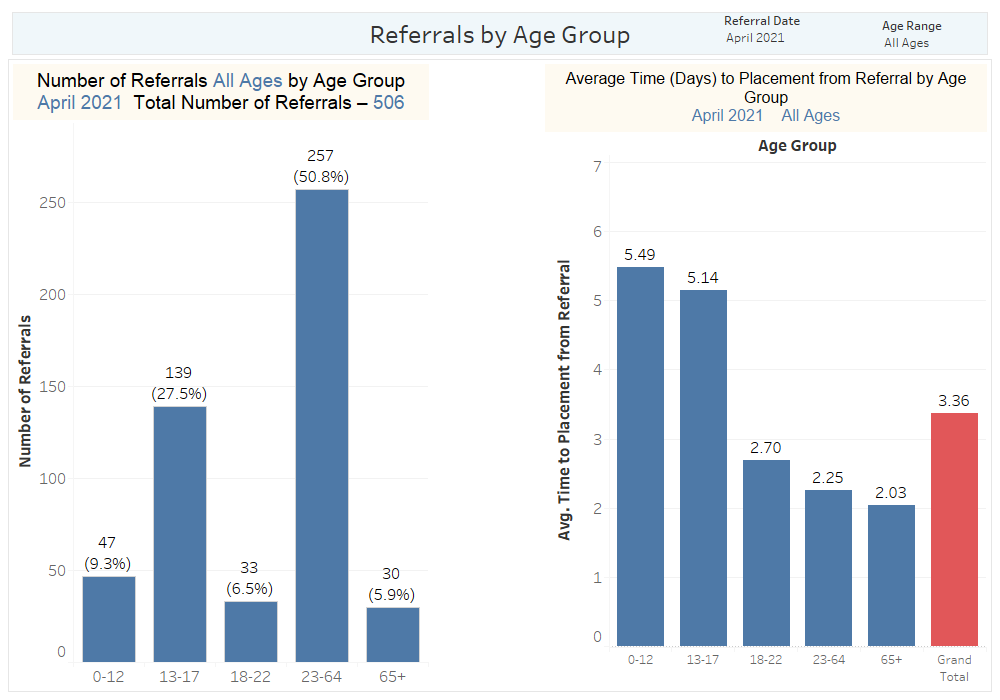 Referrals by Age Group
Referral Date
April 2021
Age Range
All Ages
Number of Referrals All Ages by Age Group
April 2021 Total Number of Referrals – 506
Number of Referrals
250
200
150
100
50
0
47
(9.3%)
139
(27.5%)
33
(6.5%)
257
(50.8%)
30
(5.9%)
0-12
13-17
18-22
23-64
65+
Average Time (Days) to Placement from Referral by Age
Group
April 2021 All Ages
Age Group
Avg. Time to Placement from Referral
7
6
5
4
3
2
1
0
5.49
5.14
2.70
2.25
2.03
3.36
0-12
13-17
18-22
23-64
65+
Grand
Total